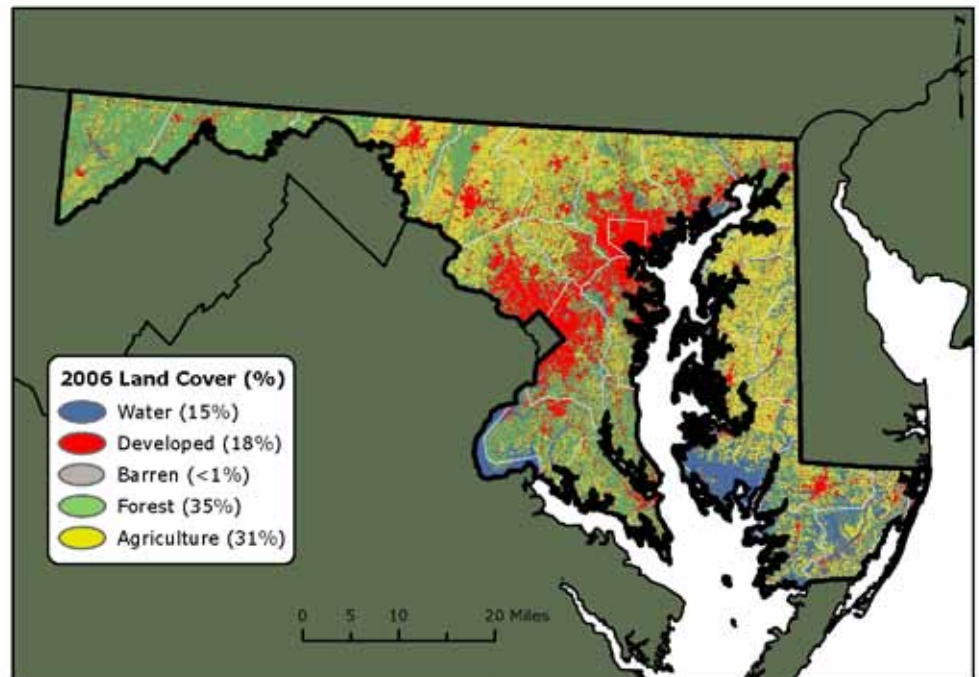 N
2006 Land Cover (%)
Water (15%)
Developed (18%)
Barren (<1%)
Forest (35%)
Agriculture (31%)
0 5 10 20 Miles